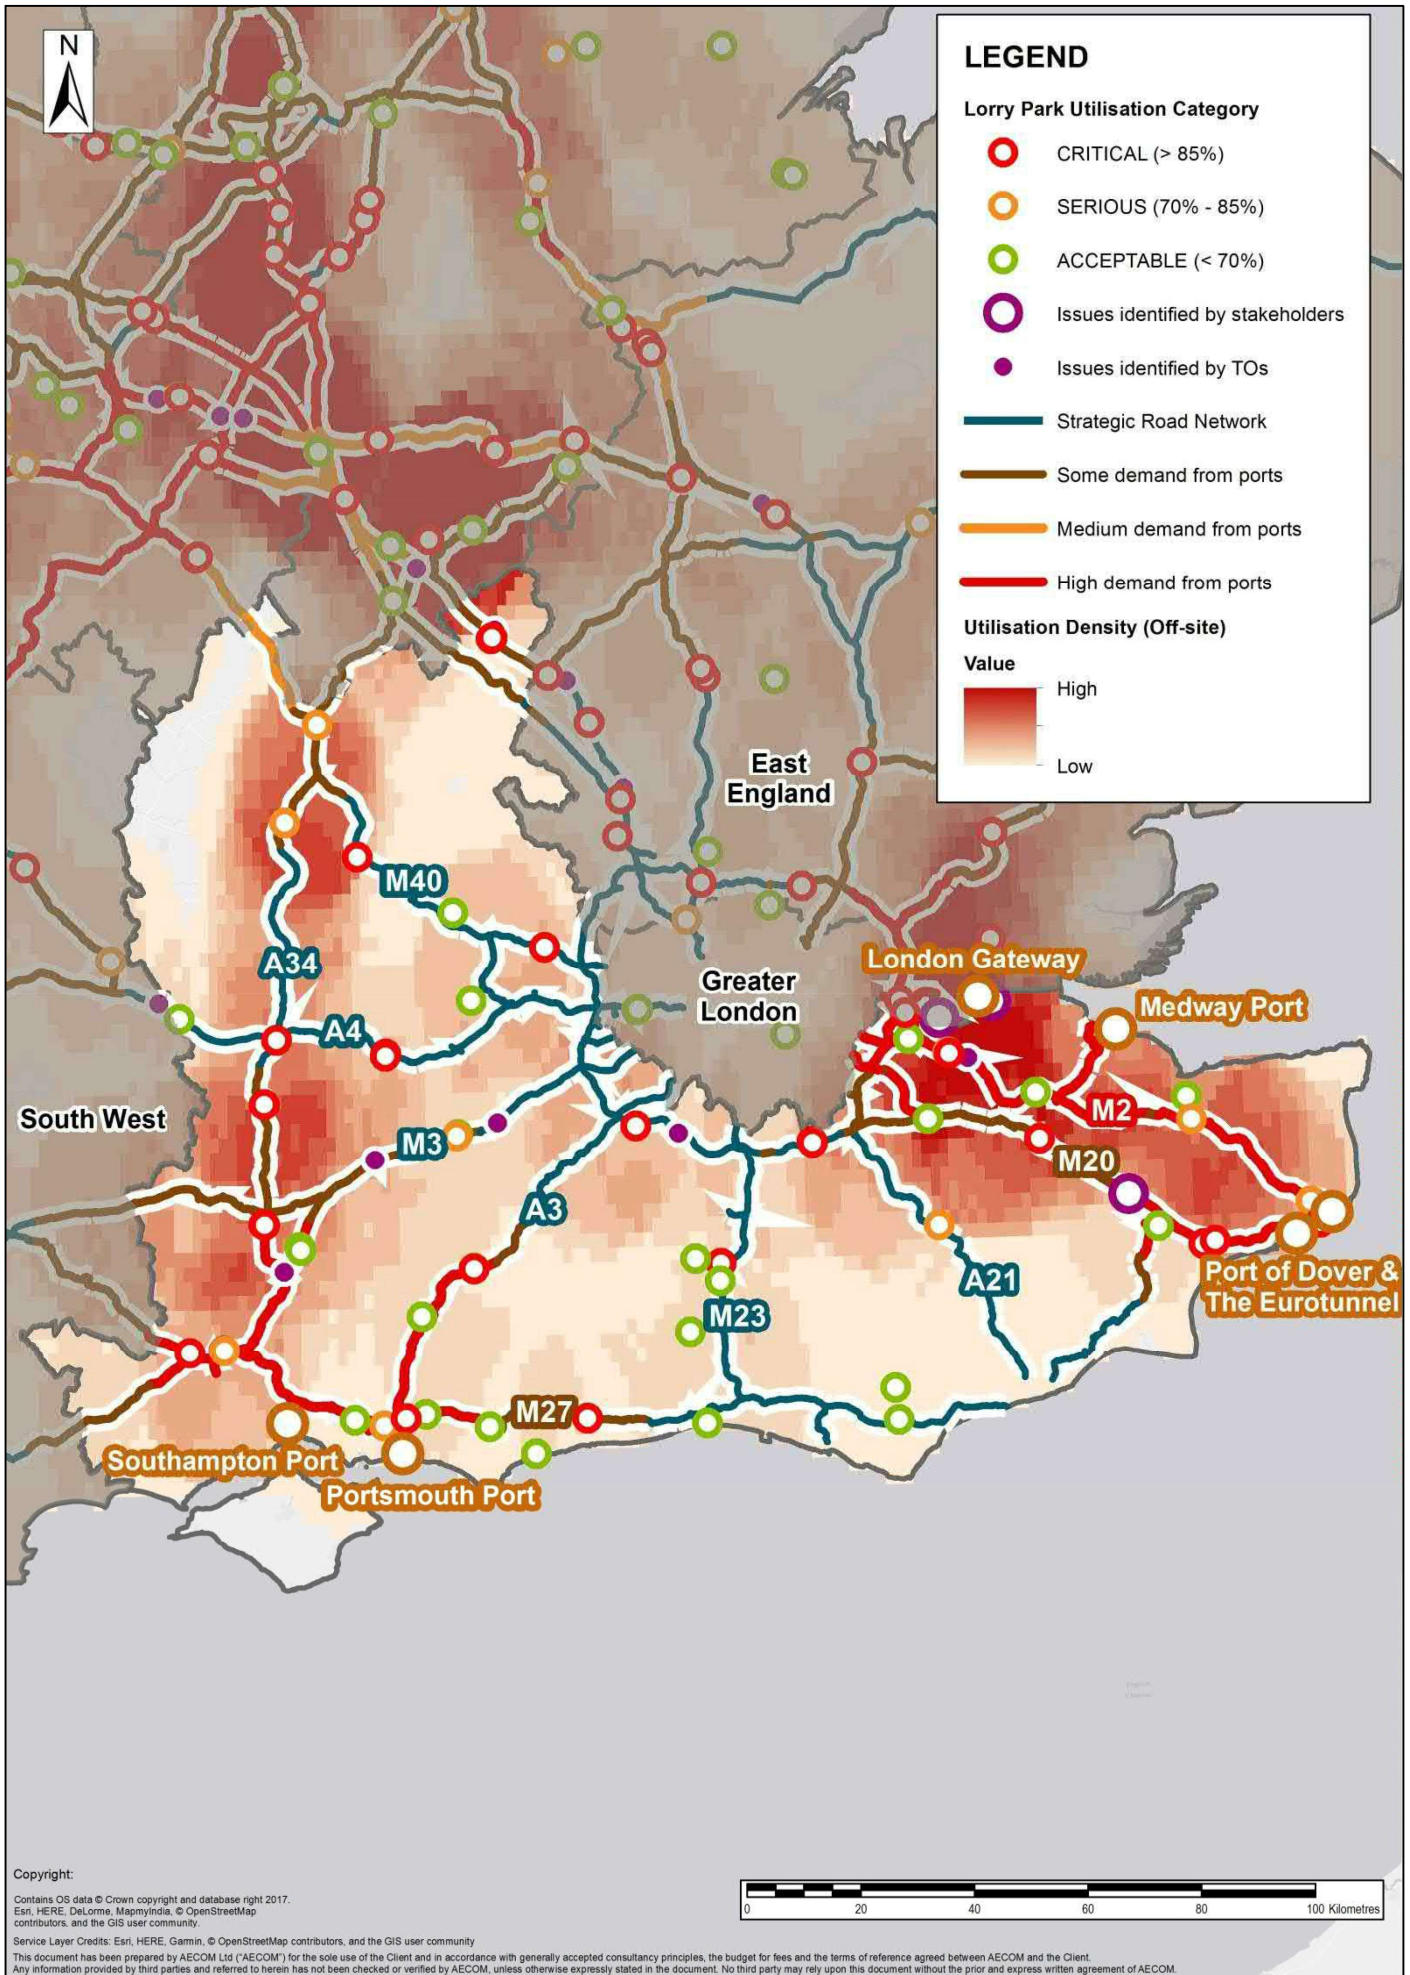 N
LEGEND
Lorry Park Utilisation Category
CRITICAL (> 85%)
SERIOUS (70% - 85%)
ACCEPTABLE (< 70%)
Issues identified by stakeholders
Issues identified by TOs
Strategic Road Network
Some demand from ports
Medium demand from ports
High demand from ports
Utilisation Density (Off-site)
Value
High
Low
East
England
M40
A34
Greater
London
London Gateway
Medway Port
A4
South West
M3
M2
M20
A3
A21
M23
Port of Dover &
The Eurotunnel
M27
Southampton Port
Portsmouth Port
Copyright:
Contains OS data © Crown copyright and database right 2017.
Esri, HERE, DeLorme, MapmyIndia, © OpenStreetMap
contributors, and the GIS user community.
0 20 40 60 80 100 Kilometres
Service Layer Credits: Esri, HERE, Garmin, © OpenStreetMap contributors, and the GIS user community
This document has been prepared by AECOM Ltd ("AECOM") for the sole use of the Client and in accordance with generally accepted consultancy principles, the budget for fees and the terms of reference agreed between AECOM and the Client.
Any information provided by third parties and referred to herein has not been checked or verified by AECOM, unless otherwise expressly stated in the document. No third party may rely upon this document without the prior and express written agreement of AECOM.